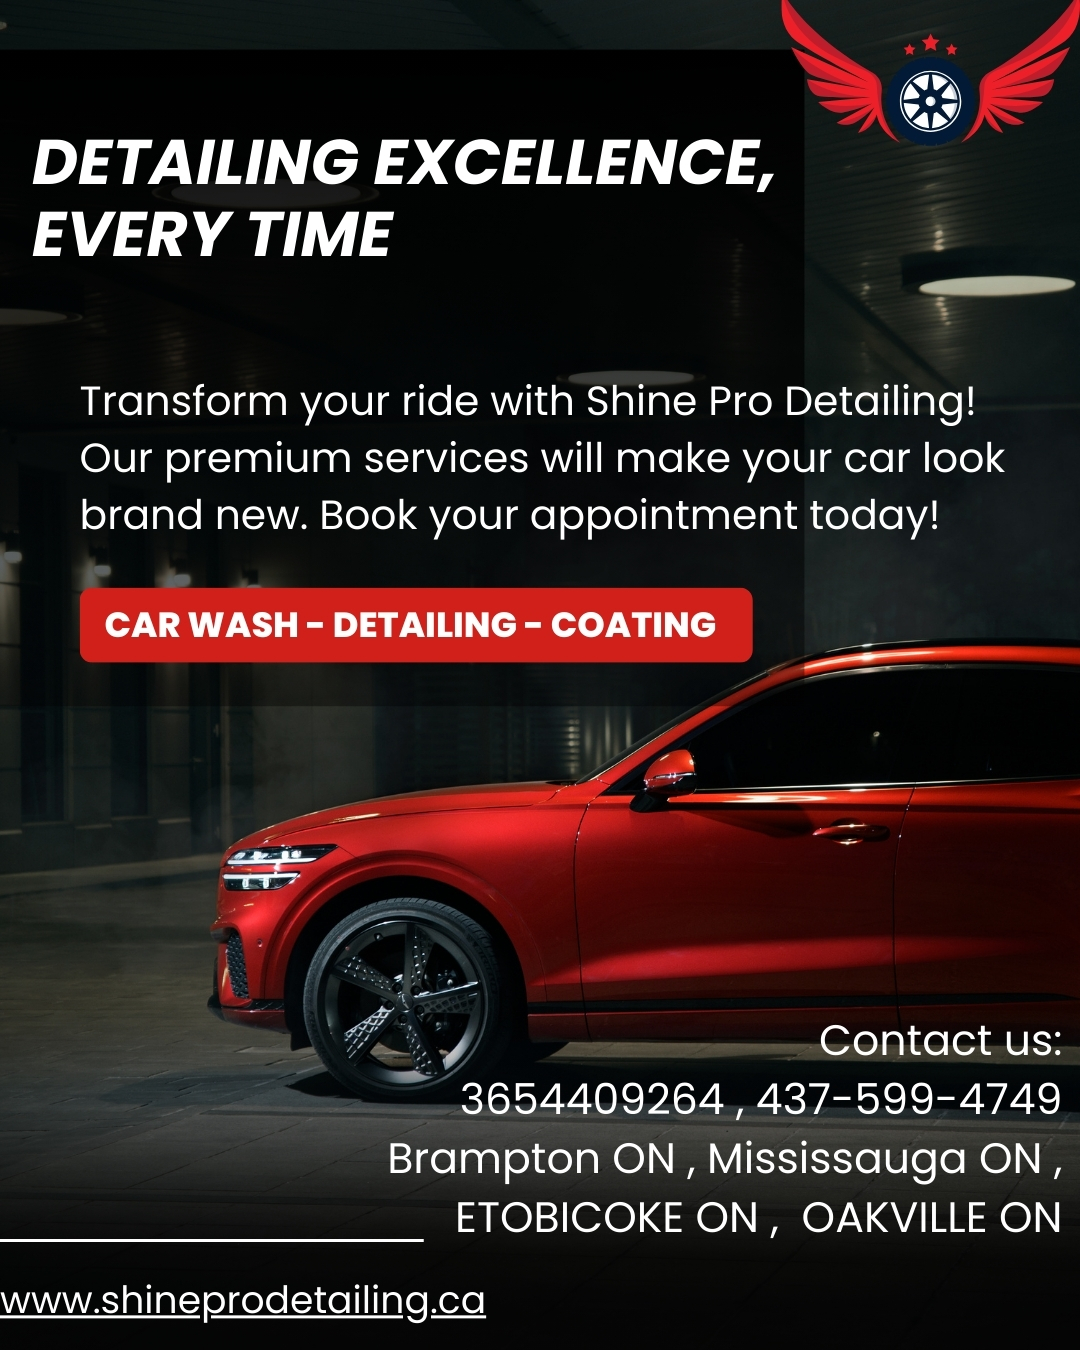 DETAILING EXCELLENCE,
EVERY TIME
Transform your ride with Shine Pro Detailing!
Our premium services will make your car look
brand new. Book your appointment today!
CAR WASH - DETAILING - COATING
Contact us:
3654409264 , 437-599-4749
Brampton ON , Mississauga ON ,
ETOBICOKE ON ,  OAKVILLE ON
www.shineprodetailing.ca